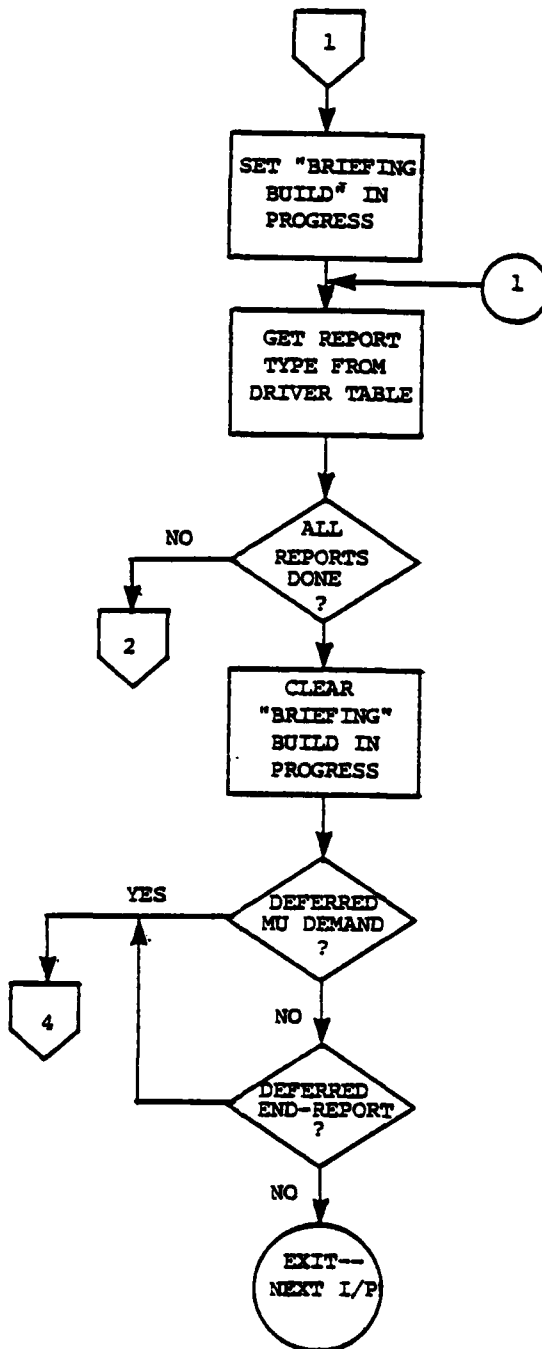 1
SET "BRIEFING
BUILD" IN
PROGRESS
1
GET REPORT
TYPE FROM
DRIVER TABLE
NO
ALL
REPORTS
DONE
?
2
CLEAR
"BRIEFING"
BUILD IN
PROGRESS
YES
DEFERRED
MU DEMAND
?
4
NO
DEFERRED
END-REPORT
?
NO
EXIT--
NEXT I/P